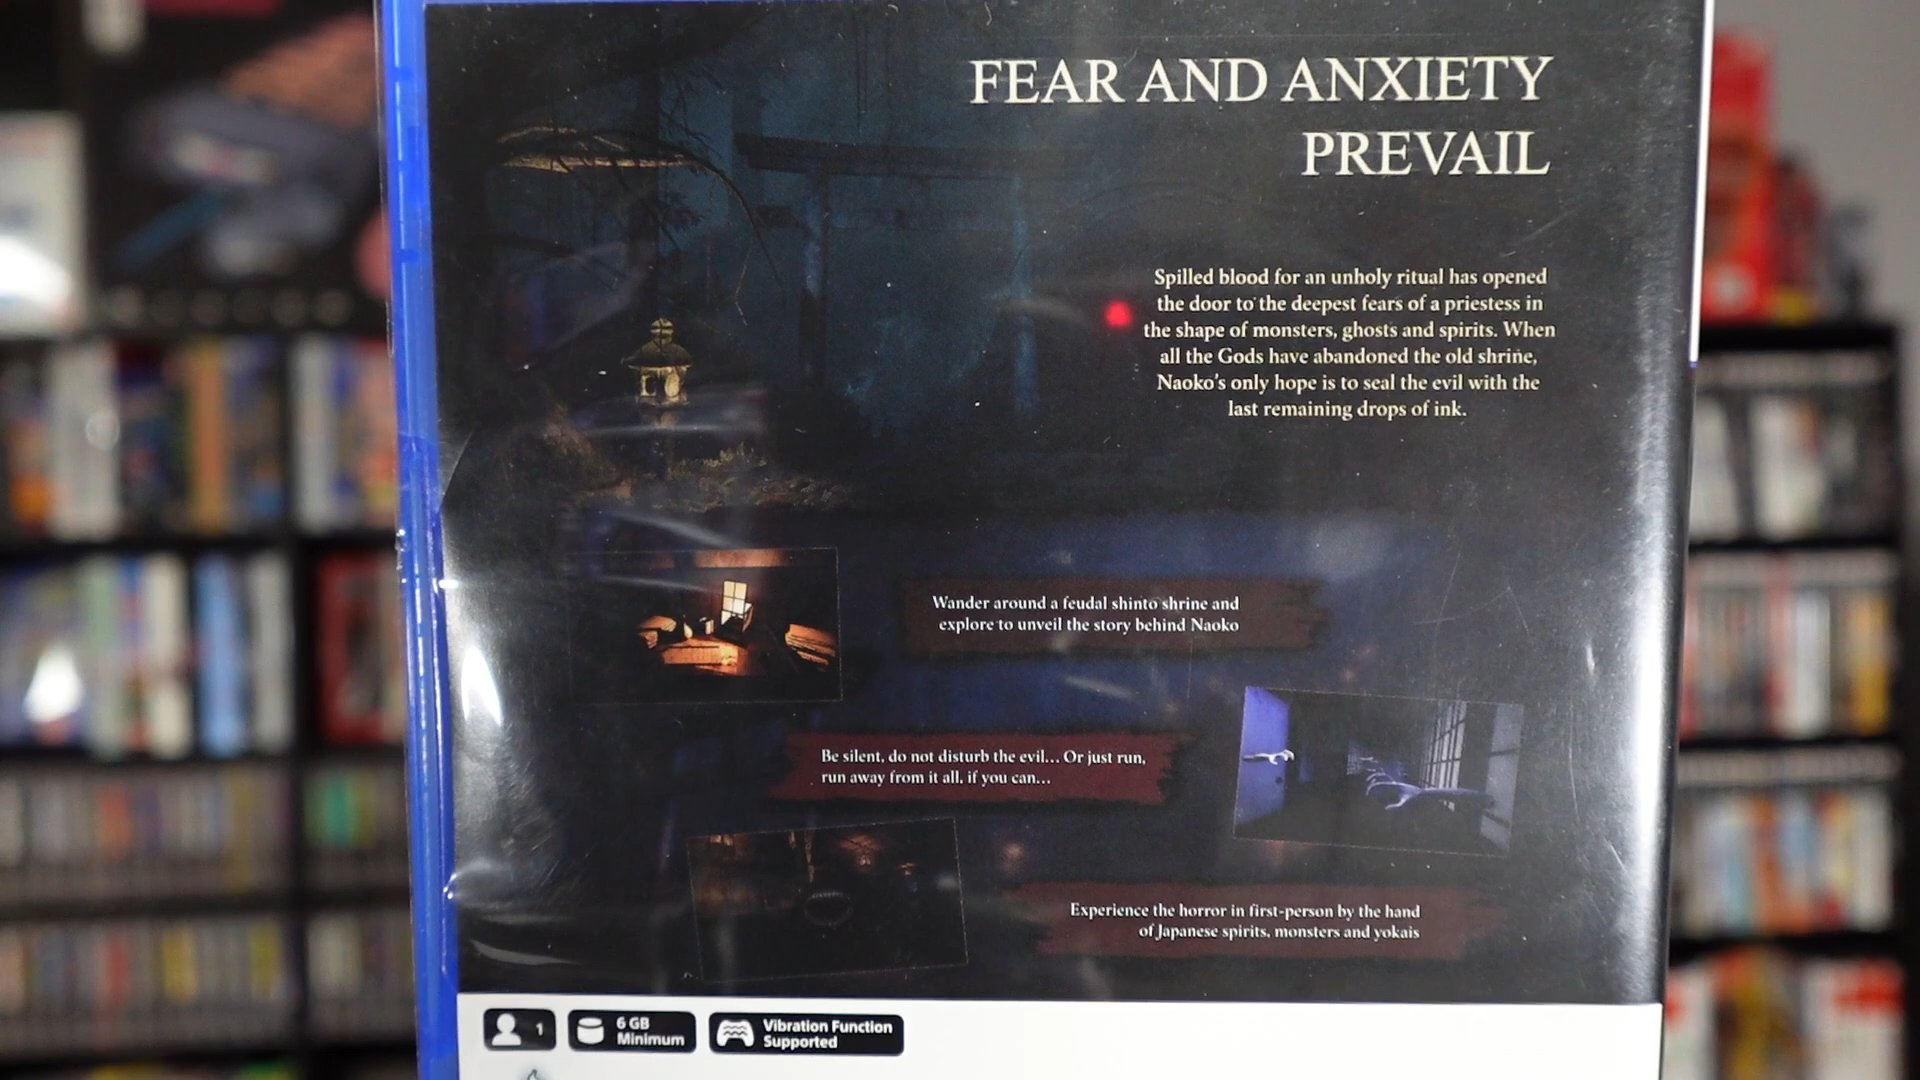 FEAR AND ANXIETY
PREVAIL
Spilled blood for an unholy ritual has opened
the door to the deepest fears of a priestess in
the shape of monsters, ghosts and spirits. When
all the Gods have abandoned the old shrine,
Naoko's only hope is to seal the evil with the
last remaining drops of ink.
Wander around a feudal shinto shrine and
explore to unveil the story behind Naoko
Be silent, do not disturb the evil... Or just run,
run away from it all, if you can...
Experience the horror in first-person by the hand
of Japanese spirits, monsters and yokais
1
6 GB
Minimum
Vibration Function
Supported